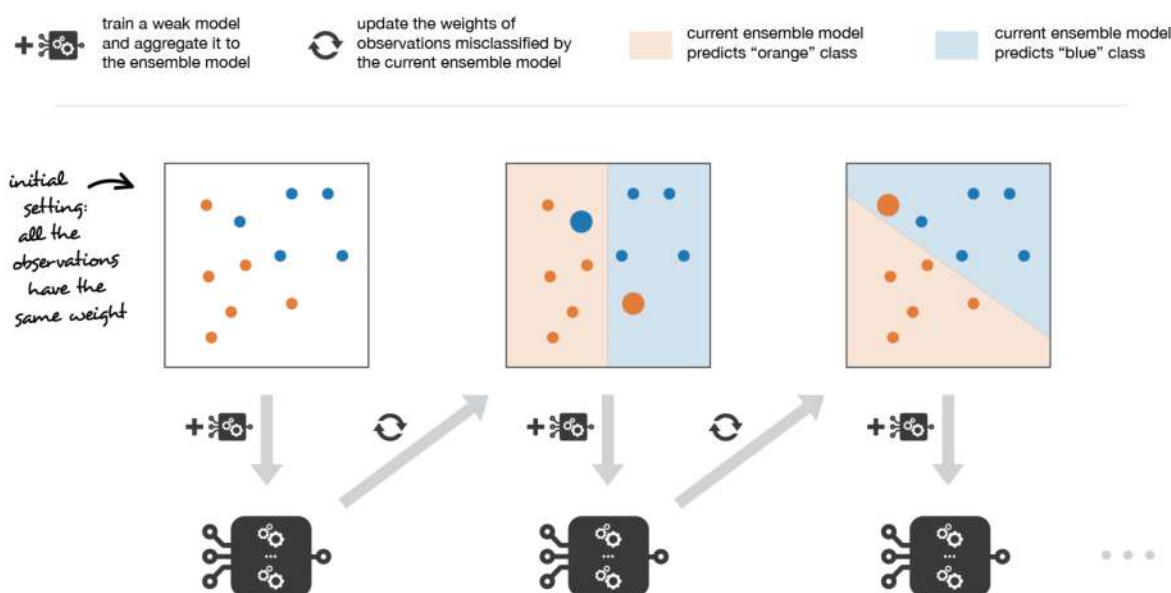 train a weak model
and aggregate it to
the ensemble model
update the weights of
observations misclassified by
the current ensemble model
current ensemble model
predicts "orange" class
current ensemble model
predicts "blue" class
initial
setting:
all the
observations
have the
same weight